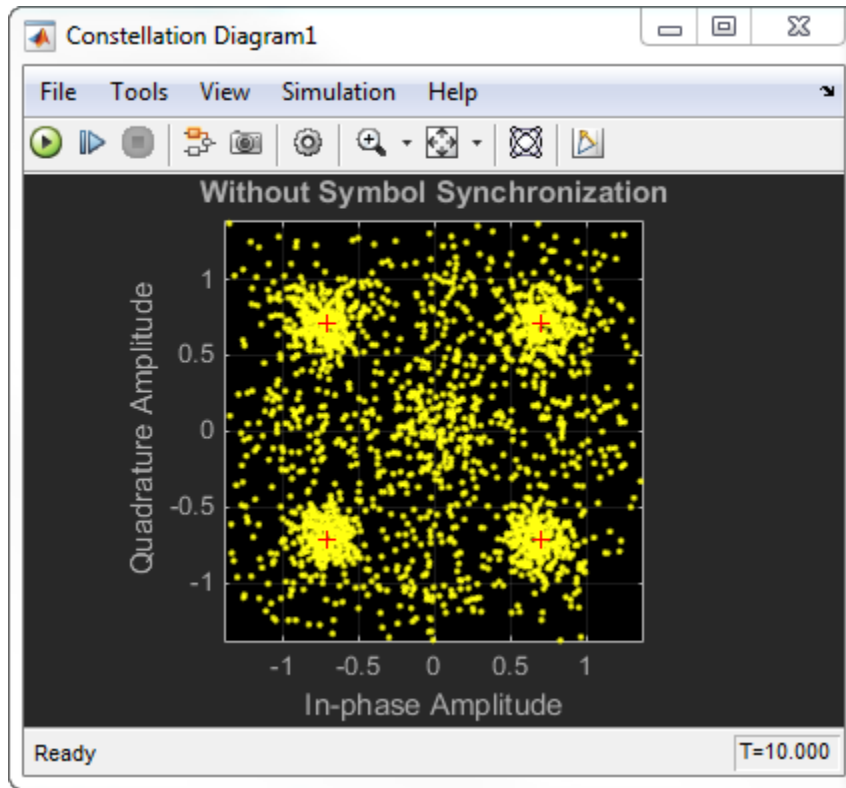 Constellation Diagram1
File Tools View Simulation Help
Without Symbol Synchronization
Quadrature Amplitude
1
0.5
0
-0.5
-1
-1 -0.5 0 0.5 1
In-phase Amplitude
Ready T=10.000